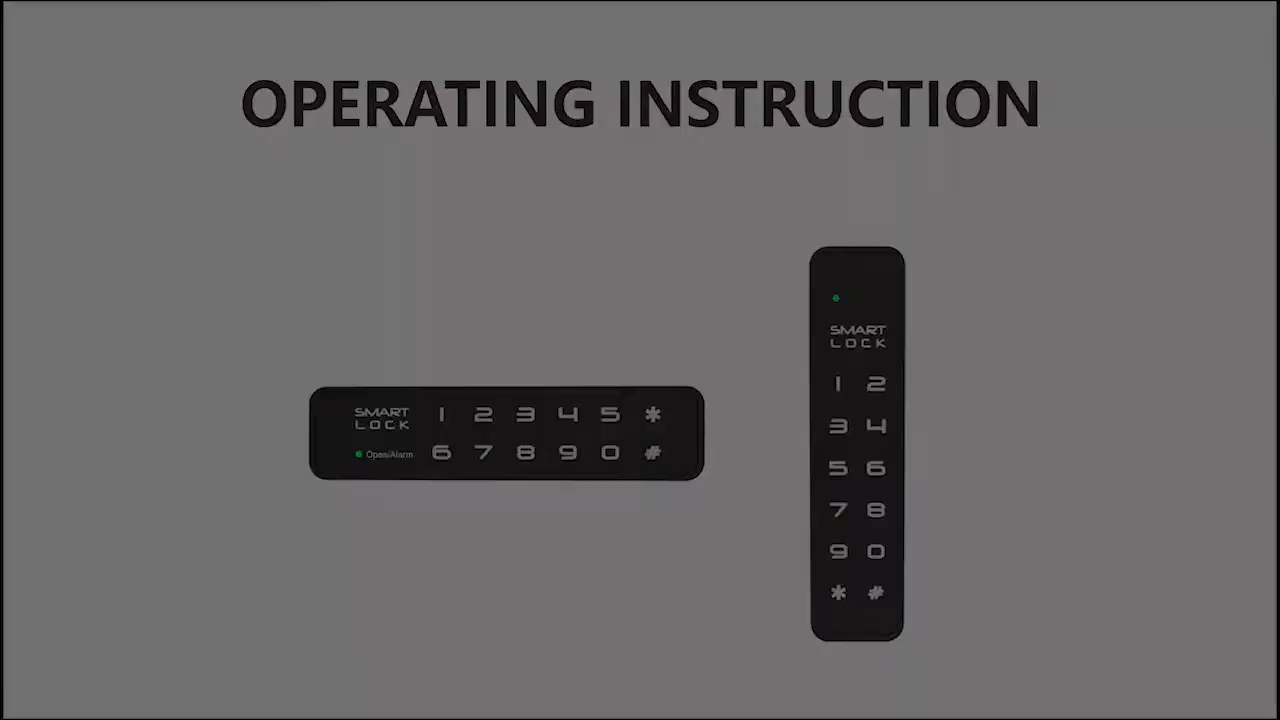 OPERATING INSTRUCTION
SMART
LOCK
1 2 3 4 5 *
Open/Alarm 6 7 8 9 0 #
SMART
LOCK
1 2
3 4
5 6
7 8
9 0
* #